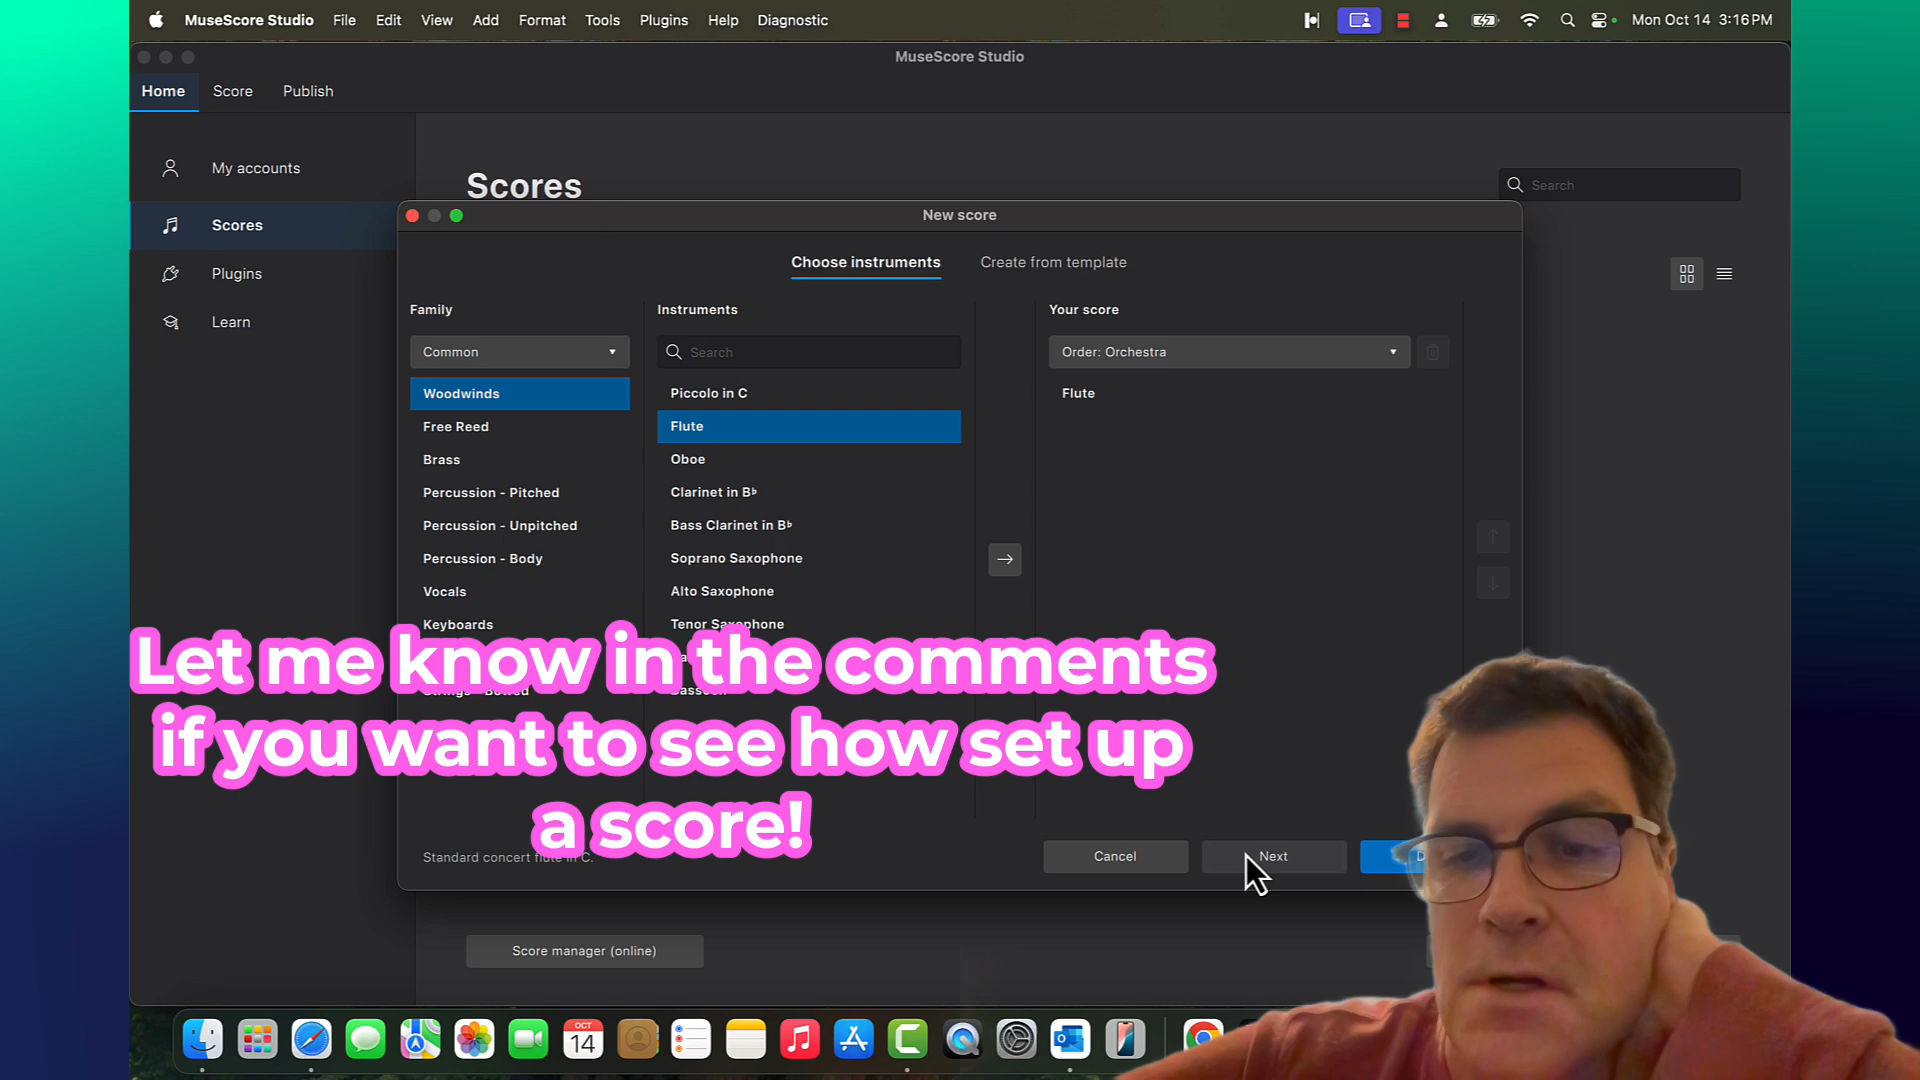 MuseScore Studio File Edit View Add Format Tools Plugins Help Diagnostic Mon Oct 14 3:16 PM
MuseScore Studio
Home Score Publish
My accounts
Scores
Plugins
Learn
Scores
Search
New score
Choose instruments Create from template
Family
Common
Woodwinds
Free Reed
Brass
Percussion - Pitched
Percussion - Unpitched
Percussion - Body
Vocals
Keyboards
Instruments
Search
Piccolo in C
Flute
Oboe
Clarinet in B♭
Bass Clarinet in B♭
Soprano Saxophone
Alto Saxophone
Tenor Saxophone
Your score
Order: Orchestra
Flute
Let me know in the comments
if you want to see how set up
a score!
Standard concert flute in C.
Cancel Next
Score manager (online)
OCT
14